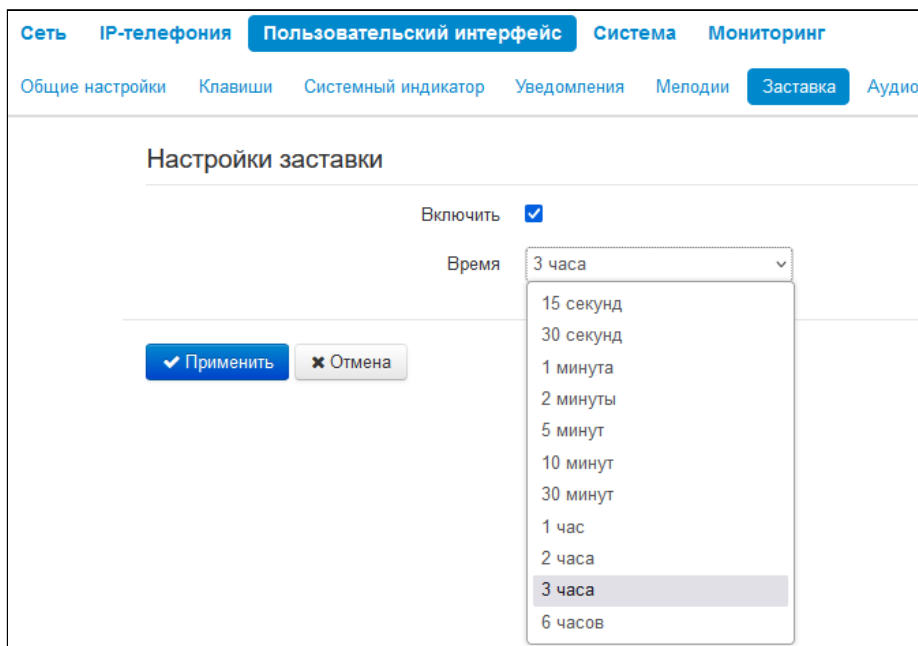 Сеть IP-телефония Пользовательский интерфейс Система Мониторинг
Общие настройки Клавиши Системный индикатор Уведомления Мелодии Заставка Аудио
Настройки заставки
Включить
Время 3 часа
15 секунд
30 секунд
1 минута
2 минуты
5 минут
10 минут
30 минут
1 час
2 часа
3 часа
6 часов
Применить Отмена